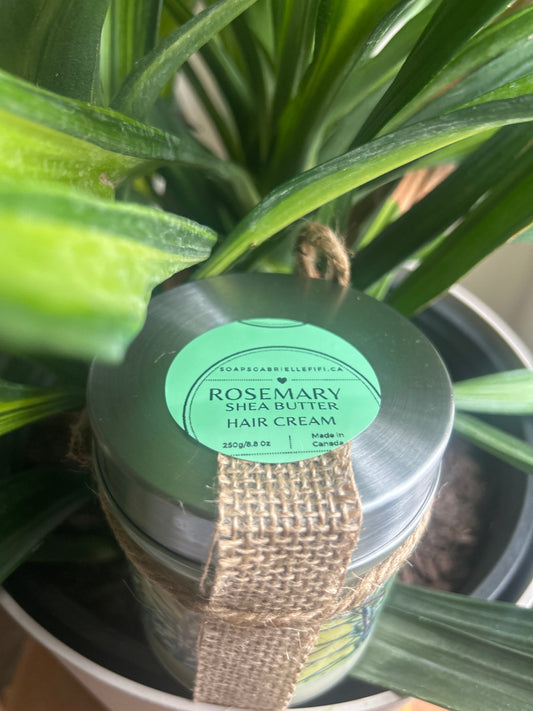 SOAPSGABRIELLEFIFI.CA
ROSEMARY
SHEA BUTTER
HAIR CREAM
250g/8.8 Oz | Made in
Canada